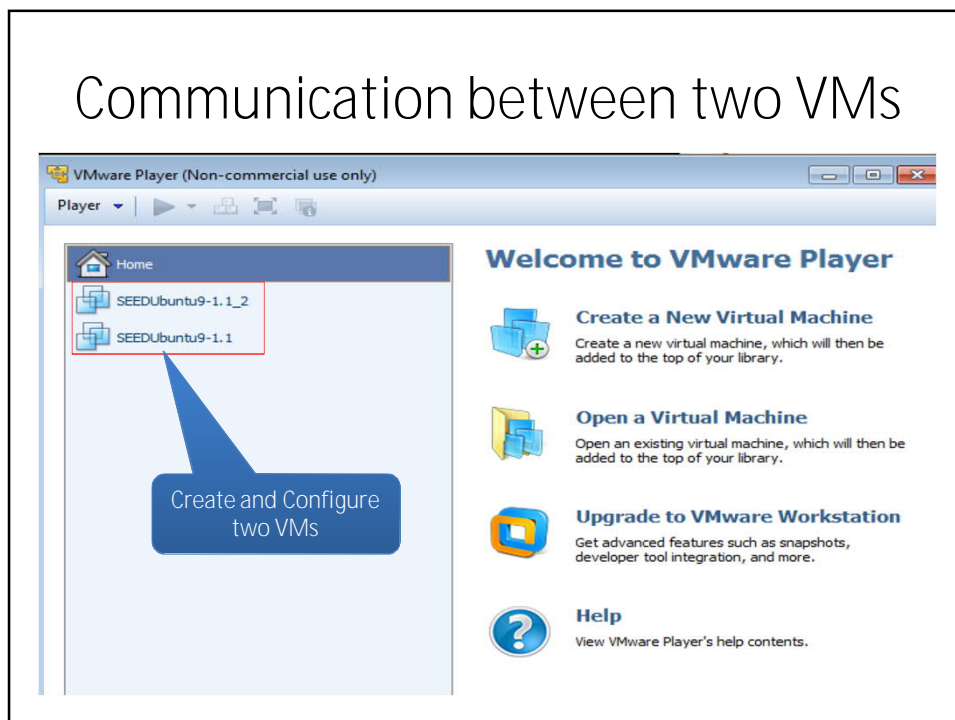 Communication between two VMs
VMware Player (Non-commercial use only)
Player
Home
SEEDUbuntu9-1.1_2
SEEDUbuntu9-1.1
Create and Configure
two VMs
Welcome to VMware Player
Create a New Virtual Machine
Create a new virtual machine, which will then be
added to the top of your library.
Open a Virtual Machine
Open an existing virtual machine, which will then be
added to the top of your library.
Upgrade to VMware Workstation
Get advanced features such as snapshots,
developer tool integration, and more.
Help
View VMware Player's help contents.